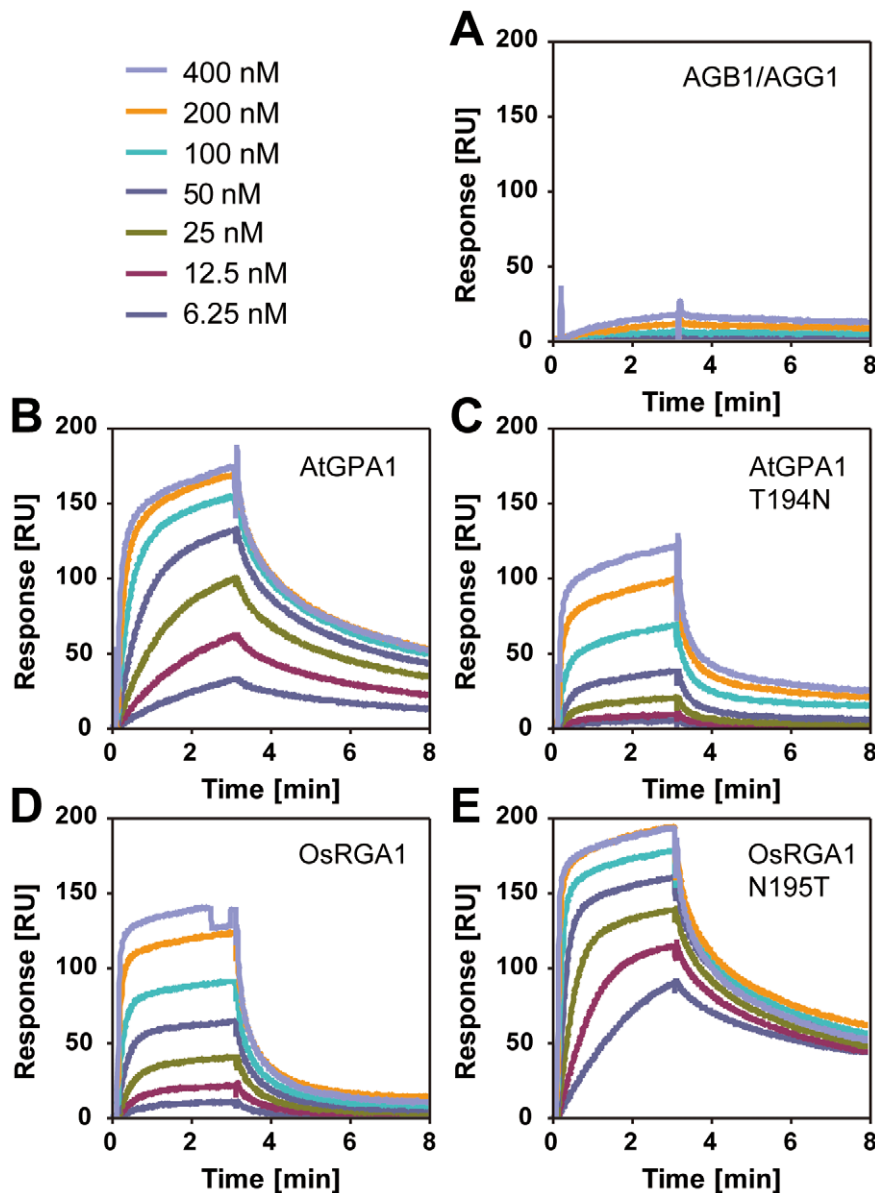 400 nM
200 nM
100 nM
50 nM
25 nM
12.5 nM
6.25 nM
A
200
150
100
50
0
Response [RU]
AGB1/AGG1
0 2 4 6 8
Time [min]
B
200
150
100
50
0
Response [RU]
AtGPA1
0 2 4 6 8
Time [min]
C
200
150
100
50
0
Response [RU]
AtGPA1
T194N
0 2 4 6 8
Time [min]
D
200
150
100
50
0
Response [RU]
OsRGA1
0 2 4 6 8
Time [min]
E
200
150
100
50
0
Response [RU]
OsRGA1
N195T
0 2 4 6 8
Time [min]